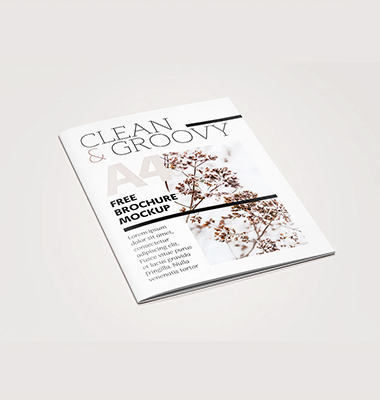 CLEAN
& GROOVY
A4
FREE
BROCHURE
MOCKUP
Lorem ipsum
dolor sit amet,
consectetur
adipiscing elit.
Fusce vitae purus
et lacus gravida
fringilla. Nulla
venenatis tortor